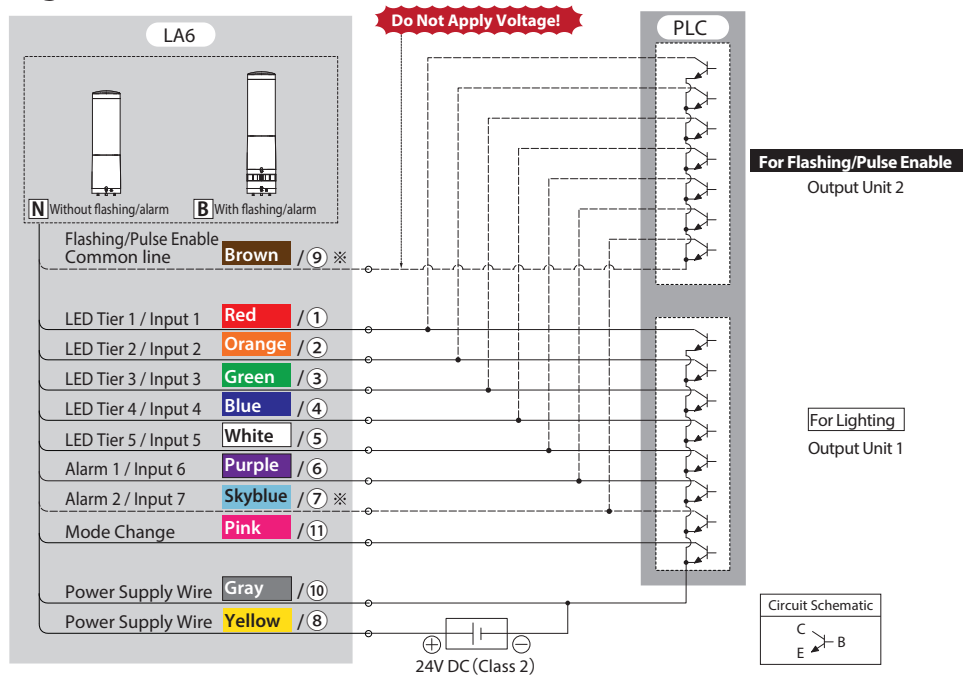 Do Not Apply Voltage!
LA6
PLC
N Without flashing/alarm
B With flashing/alarm
For Flashing/Pulse Enable
Output Unit 2
Flashing/Pulse Enable
Common line Brown /⑨ ※
LED Tier 1 / Input 1 Red /①
LED Tier 2 / Input 2 Orange /②
LED Tier 3 / Input 3 Green /③
LED Tier 4 / Input 4 Blue /④
LED Tier 5 / Input 5 White /⑤
Alarm 1 / Input 6 Purple /⑥
Alarm 2 / Input 7 Skyblue /⑦ ※
Mode Change Pink /⑪
For Lighting
Output Unit 1
Power Supply Wire Gray /⑩
Power Supply Wire Yellow /⑧
⊕ ⊖
24V DC (Class 2)
Circuit Schematic
C
B
E